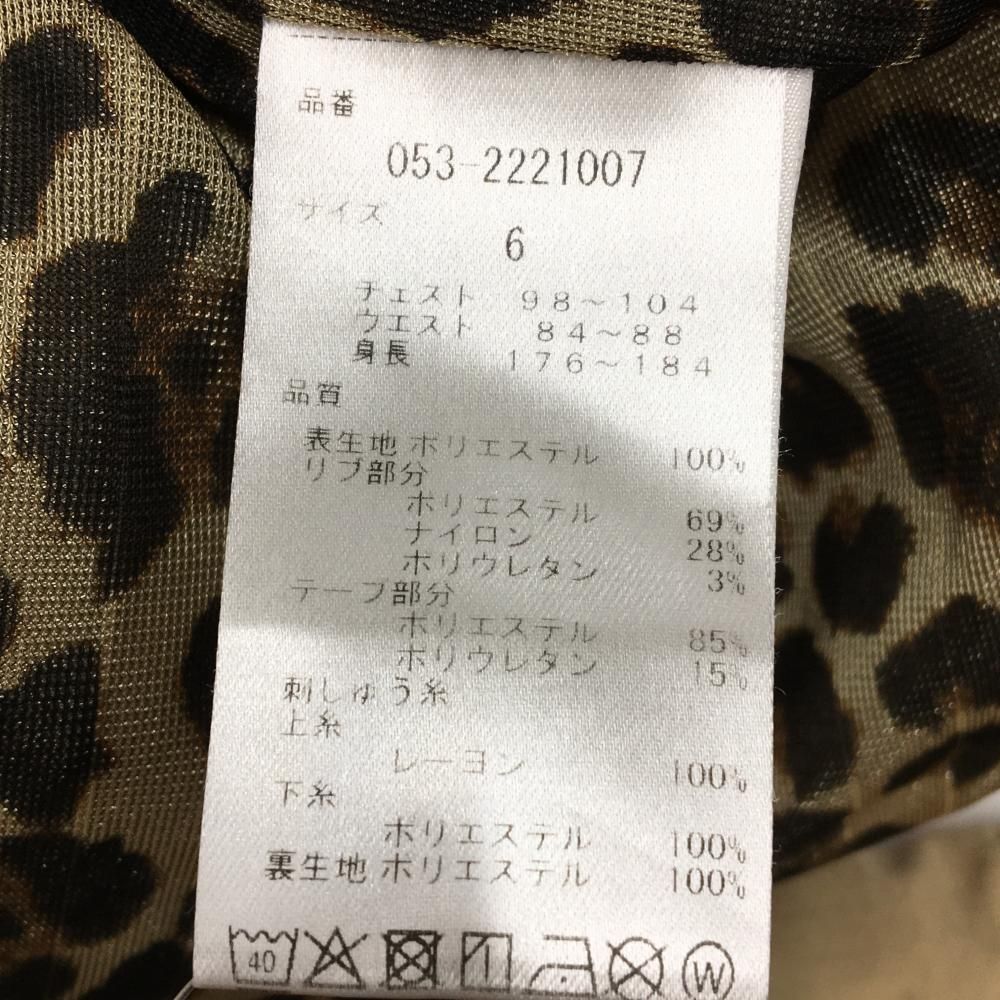 品番
053-2221007
サイズ
6
チェスト 98～104
ウエスト 84～88
身長 176～184
品質
表生地 ポリエステル 100%
リブ部分
ポリエステル 69%
ナイロン 28%
ポリウレタン 3%
テープ部分
ポリエステル 85%
ポリウレタン 15%
刺しゅう糸
上糸
レーヨン 100%
下糸
ポリエステル 100%
裏生地 ポリエステル 100%
40 W